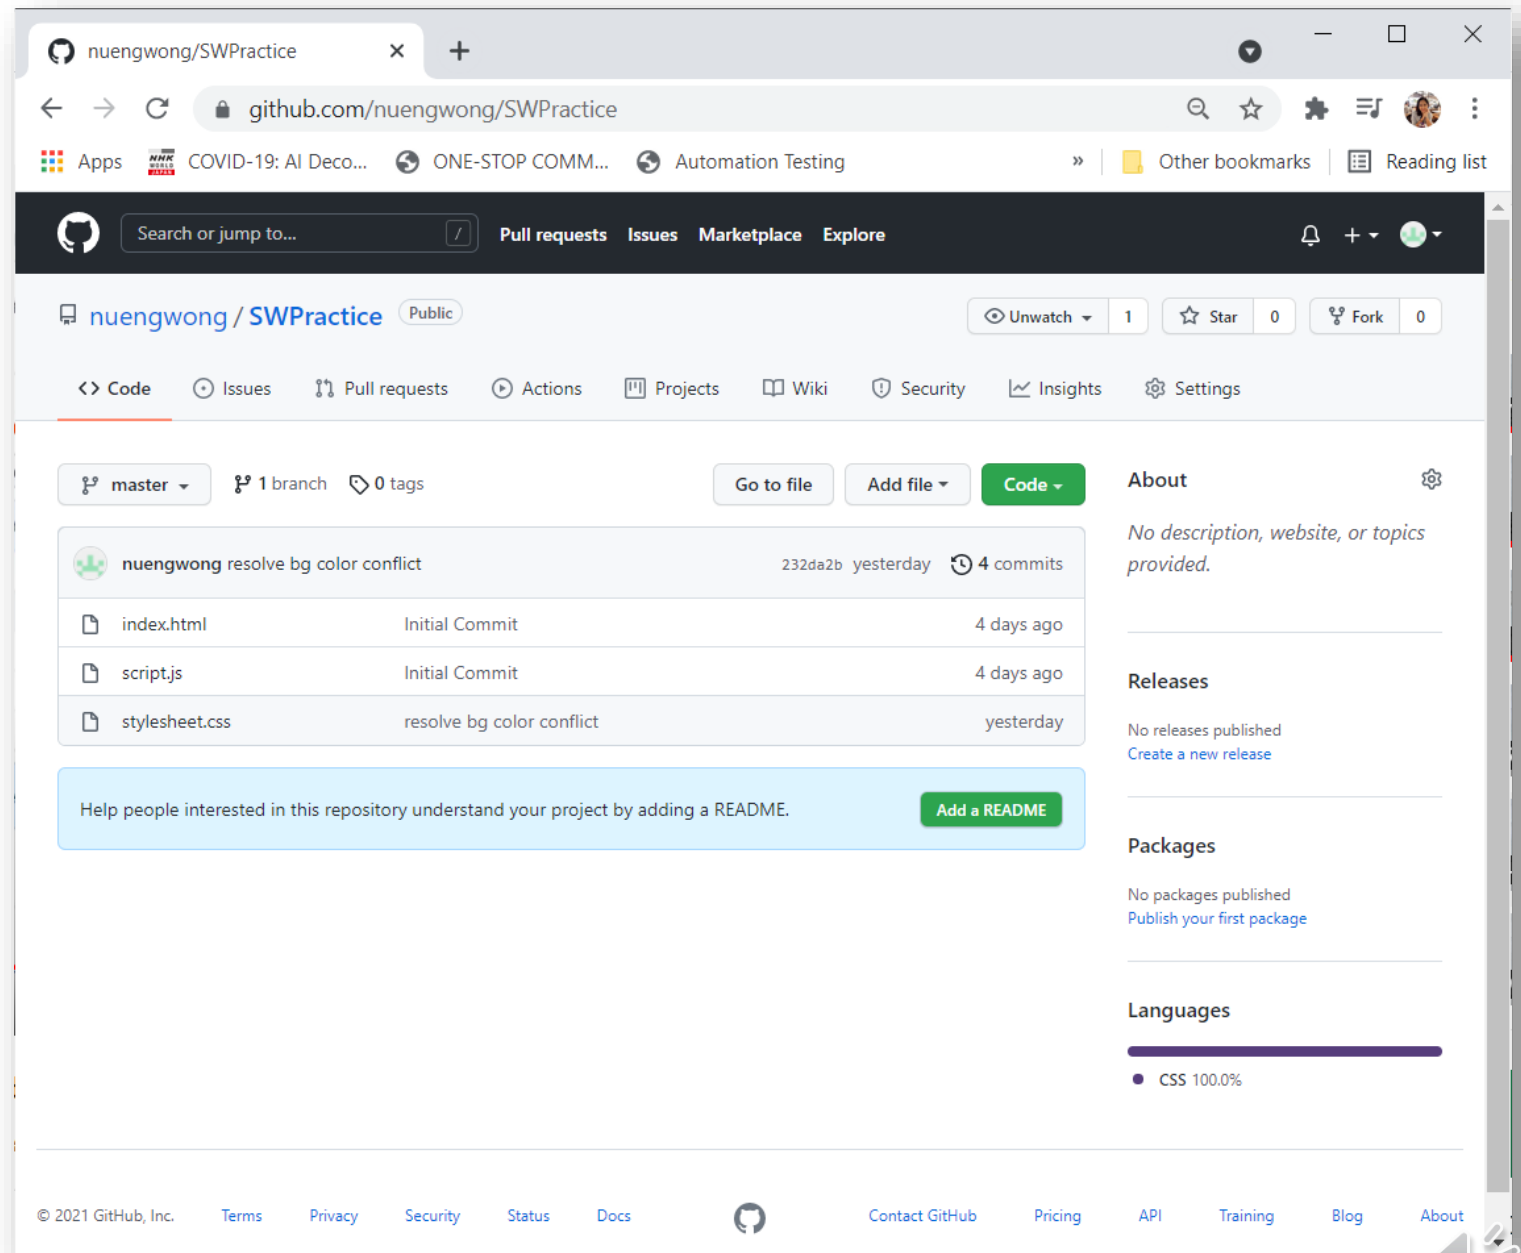 nuengwong/SWPractice
github.com/nuengwong/SWPractice
Apps NHK WORLD JAPAN COVID-19: AI Deco... ONE-STOP COMM... Automation Testing » Other bookmarks Reading list
Search or jump to... / Pull requests Issues Marketplace Explore
nuengwong / SWPractice Public Unwatch 1 Star 0 Fork 0
<> Code Issues Pull requests Actions Projects Wiki Security Insights Settings
master 1 branch 0 tags Go to file Add file Code
nuengwong resolve bg color conflict 232da2b yesterday 4 commits
index.html Initial Commit 4 days ago
script.js Initial Commit 4 days ago
stylesheet.css resolve bg color conflict yesterday
Help people interested in this repository understand your project by adding a README. Add a README
About
No description, website, or topics
provided.
Releases
No releases published
Create a new release
Packages
No packages published
Publish your first package
Languages
CSS 100.0%
© 2021 GitHub, Inc. Terms Privacy Security Status Docs Contact GitHub Pricing API Training Blog About